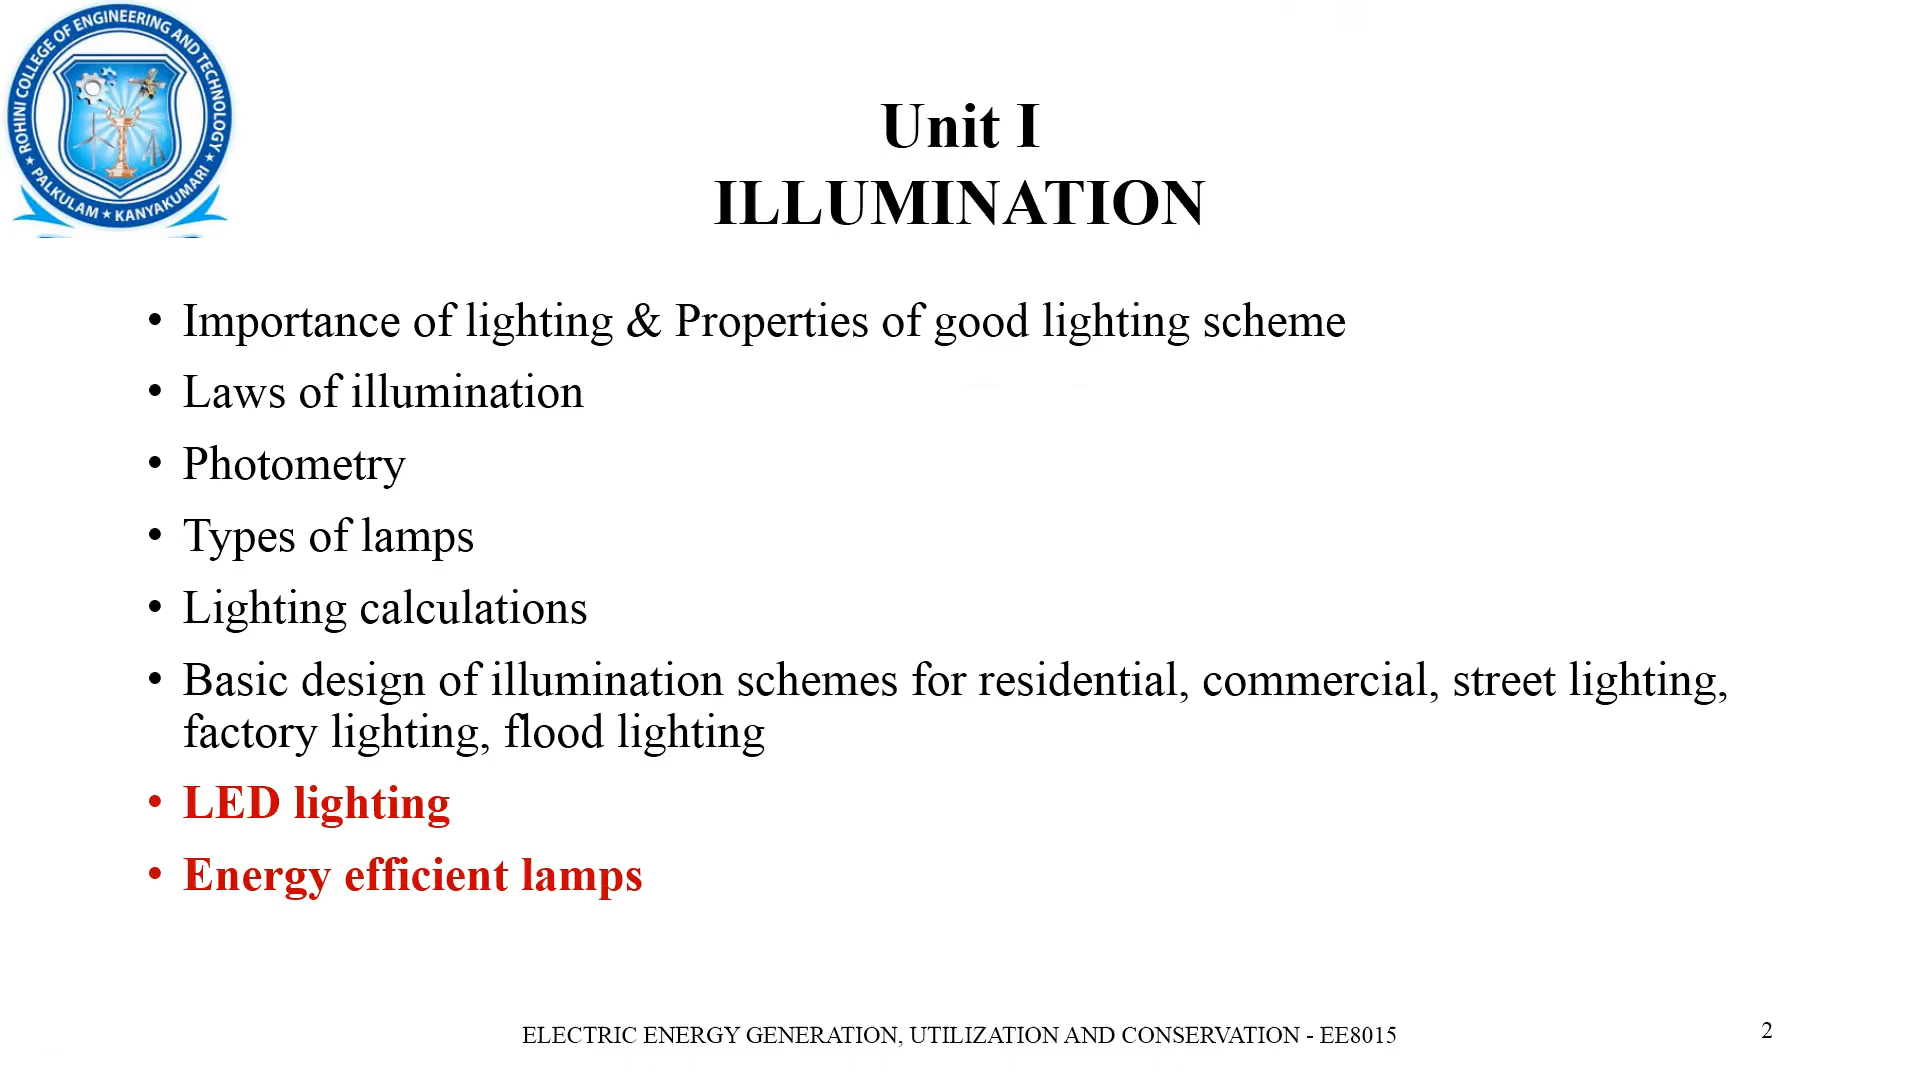 ROHINI COLLEGE OF ENGINEERING AND TECHNOLOGY
★ PALKULAM ★ KANYAKUMARI ★
Unit I
ILLUMINATION
• Importance of lighting & Properties of good lighting scheme
• Laws of illumination
• Photometry
• Types of lamps
• Lighting calculations
• Basic design of illumination schemes for residential, commercial, street lighting,
factory lighting, flood lighting
• LED lighting
• Energy efficient lamps
ELECTRIC ENERGY GENERATION, UTILIZATION AND CONSERVATION - EE8015
2